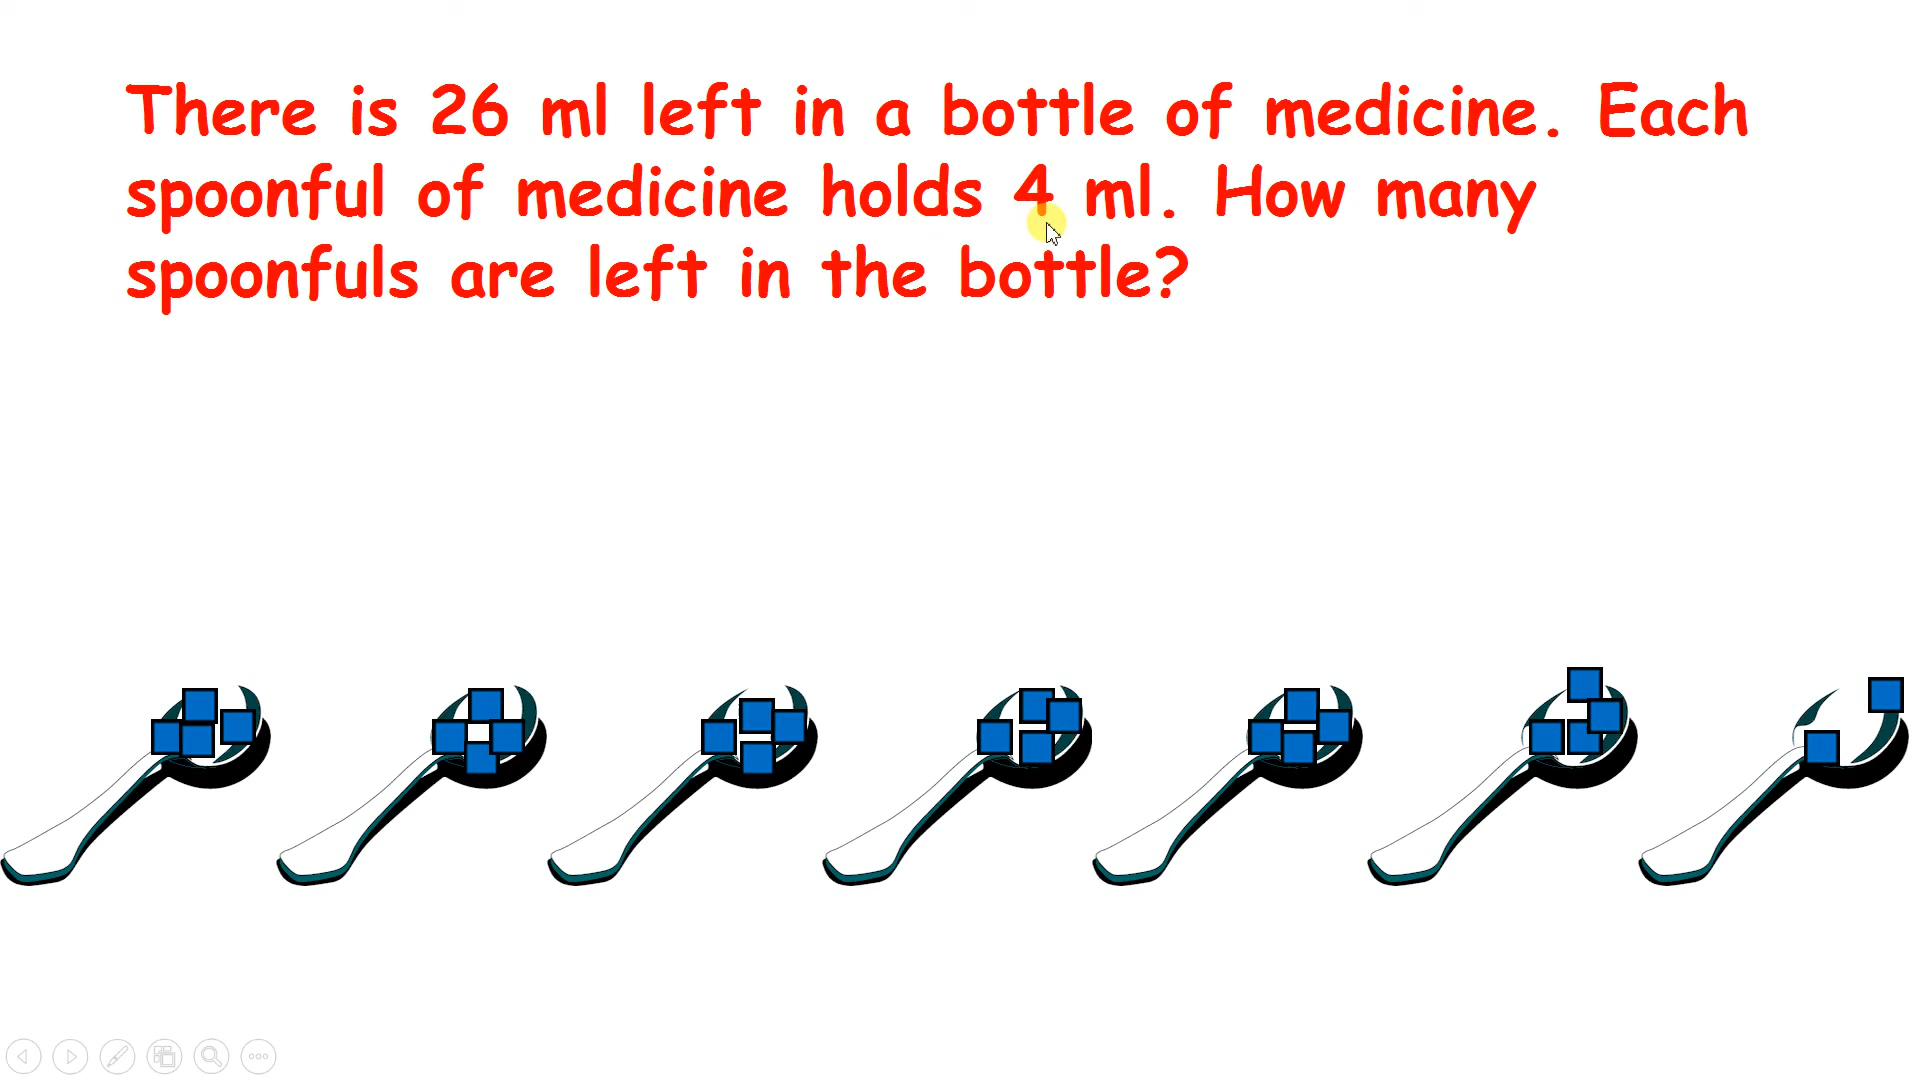 There is 26 ml left in a bottle of medicine. Each
spoonful of medicine holds 4 ml. How many
spoonfuls are left in the bottle?